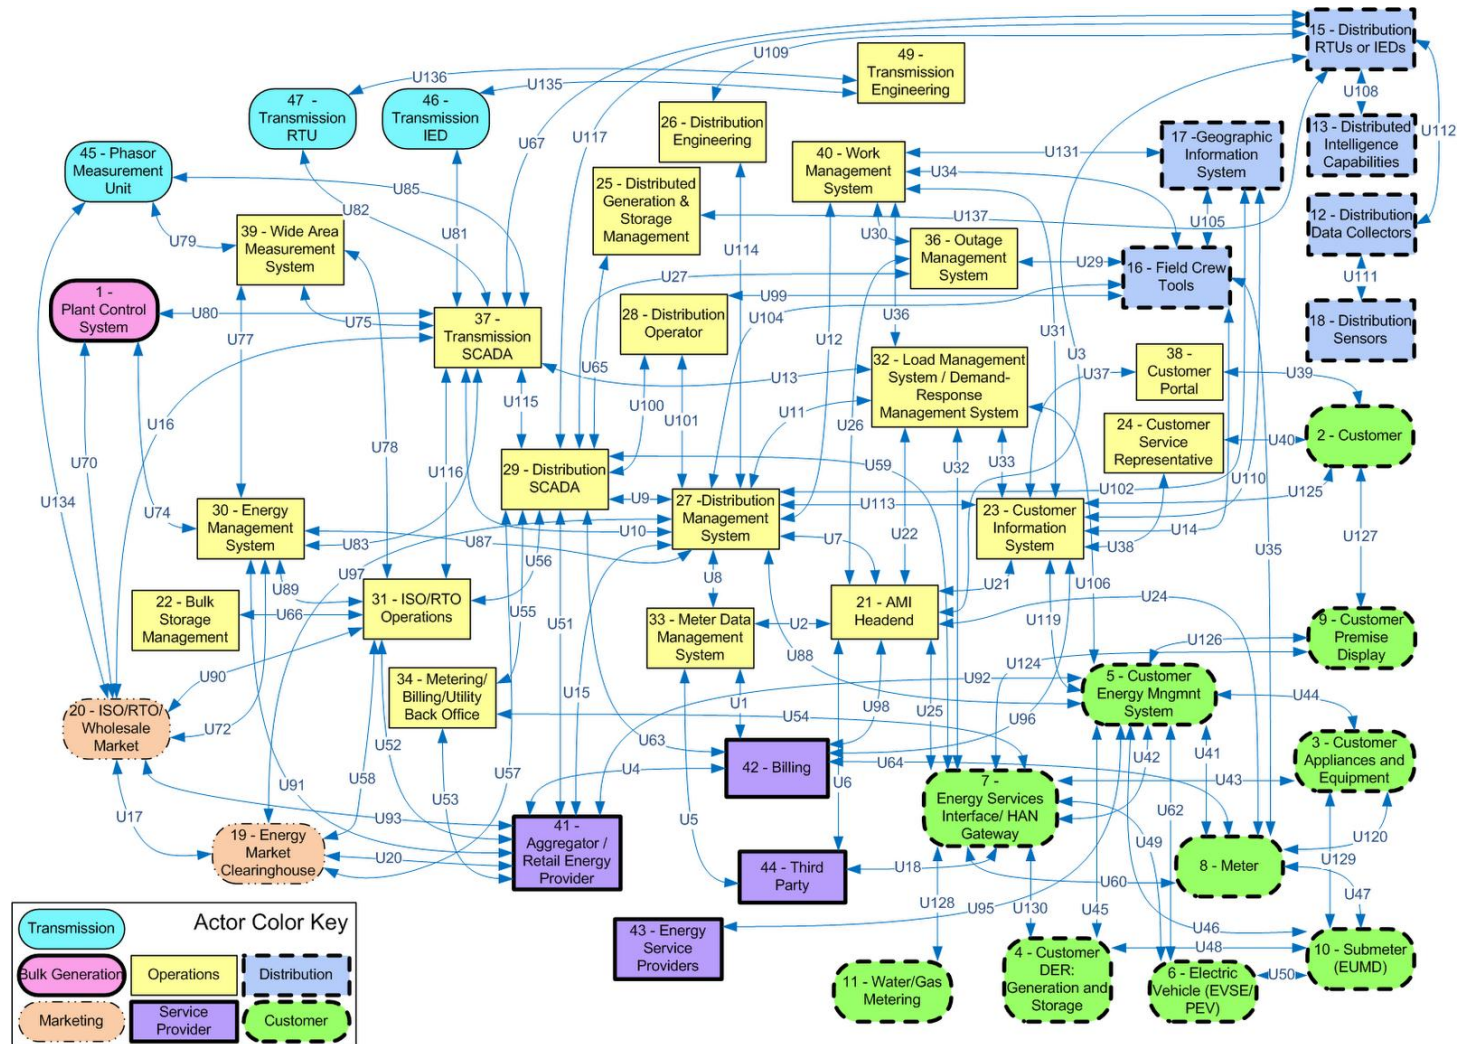 15 - Distribution
RTUs or IEDs
U109
49 -
Transmission
Engineering
U136
U135
47 -
Transmission
RTU
46 -
Transmission
IED
U67
U117
26 - Distribution
Engineering
U108
13 - Distributed
Intelligence
Capabilities
U112
45 - Phasor
Measurement
Unit
U85
40 - Work
Management
System
U131
U34
17 -Geographic
Information
System
25 - Distributed
Generation &
Storage
Management
U137
U105
12 - Distribution
Data Collectors
U82
U81
U79
39 - Wide Area
Measurement
System
U114
U30
36 - Outage
Management
System
U29
16 - Field Crew
Tools
U27
U111
1 -
Plant Control
System
U80
U75
37 -
Transmission
SCADA
28 - Distribution
Operator
U99
U104
U36
U31
18 - Distribution
Sensors
U77
U12
U3
U65
U13
32 - Load Management
System / Demand-
Response
Management System
U37
38 -
Customer
Portal
U39
U115
U100
U101
U11
U26
U16
U78
24 - Customer
Service
Representative
U40
2 - Customer
U70
U116
29 - Distribution
SCADA
U59
U32
U33
U102
U110
U125
U134
U74
30 - Energy
Management
System
U9
27 -Distribution
Management
System
U113
23 - Customer
Information
System
U14
U38
U83
U87
U10
U7
U22
U35
U127
U97
U56
U89
U8
U21
U106
22 - Bulk
Storage
Management
U66
31 - ISO/RTO
Operations
U55
U51
33 - Meter Data
Management
System
U2
21 - AMI
Headend
U24
U119
9 - Customer
Premise
Display
U126
U90
34 - Metering/
Billing/Utility
Back Office
U15
U88
U124
U92
5 - Customer
Energy Mngmnt
System
U44
20 - ISO/RTO/
Wholesale
Market
U72
U1
U98
U54
U25
U96
U52
U63
U42
U41
3 - Customer
Appliances and
Equipment
U58
U57
U4
42 - Billing
U64
U6
7 -
Energy Services
Interface/ HAN
Gateway
U43
U91
U53
U62
U17
U93
U5
U49
U120
19 - Energy
Market
Clearinghouse
U20
41 -
Aggregator /
Retail Energy
Provider
44 - Third
Party
U18
U60
8 - Meter
U129
U47
U128
U95
U130
U45
U46
43 - Energy
Service
Providers
U48
10 - Submeter
(EUMD)
11 - Water/Gas
Metering
4 - Customer
DER:
Generation and
Storage
6 - Electric
Vehicle (EVSE/
PEV)
U50
Actor Color Key
Transmission
Bulk Generation
Operations
Distribution
Marketing
Service
Provider
Customer